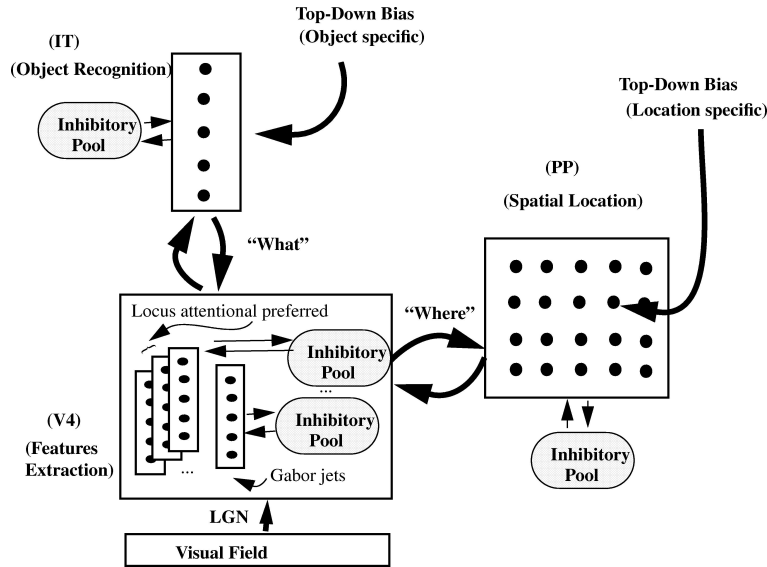 Top-Down Bias
(Object specific)
(IT)
(Object Recognition)
Inhibitory
Pool
Top-Down Bias
(Location specific)
(PP)
(Spatial Location)
“What”
Locus attentional preferred
“Where”
Inhibitory
Pool
...
Inhibitory
Pool
(V4)
(Features
Extraction)
...
Gabor jets
Inhibitory
Pool
LGN
Visual Field